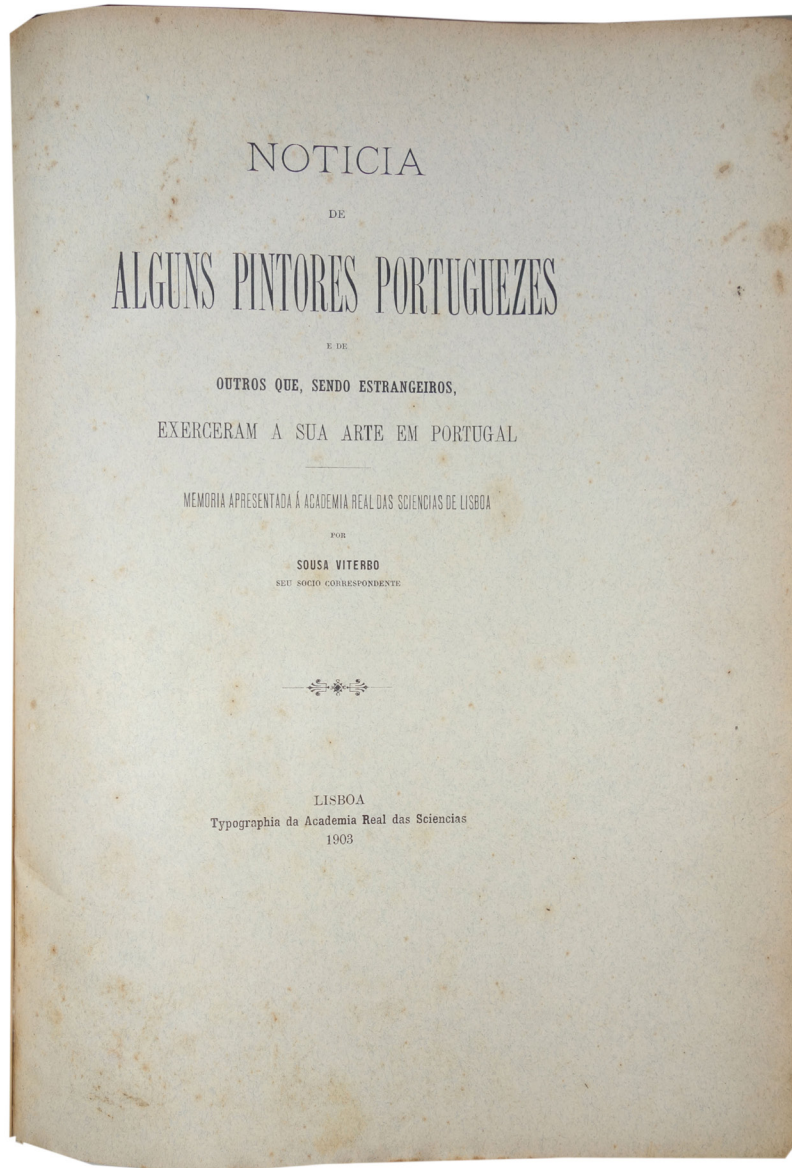 NOTICIA
DE
ALGUNS PINTORES PORTUGUEZES
E DE
OUTROS QUE, SENDO ESTRANGEIROS,
EXERCERAM A SUA ARTE EM PORTUGAL
MEMORIA APRESENTADA Á ACADEMIA REAL DAS SCIENCIAS DE LISBOA
POR
SOUSA VITERBO
SEU SOCIO CORRESPONDENTE
LISBOA
Typographia da Academia Real das Sciencias
1903